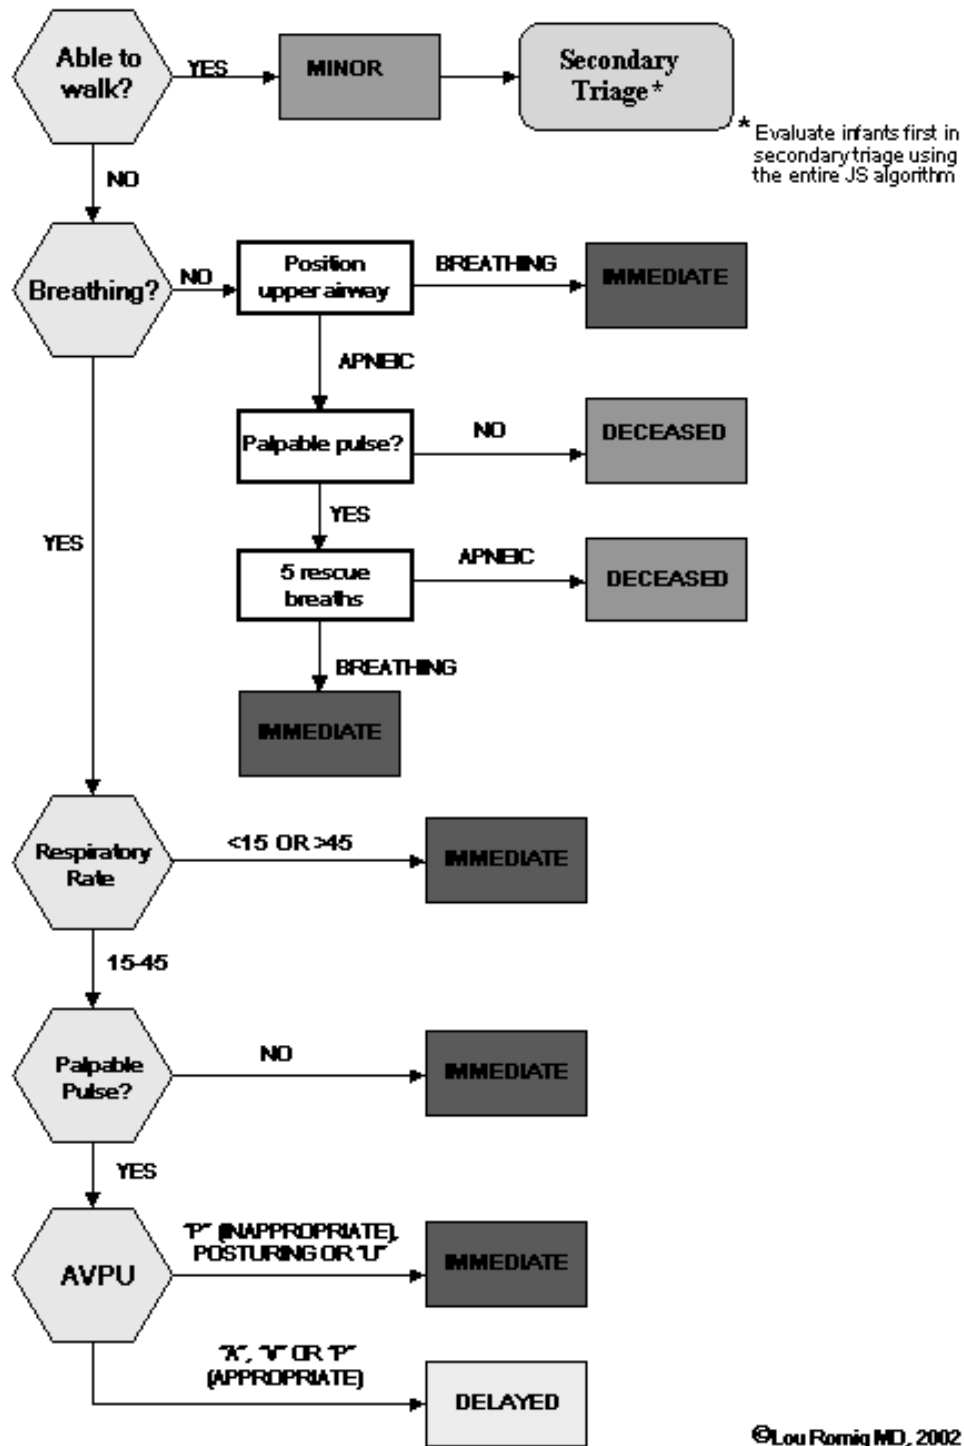 Able to
walk?
YES
MINOR
Secondary
Triage*
* Evaluate infants first in
secondary triage using
the entire JS algorithm
NO
Breathing?
NO
Position
upper airway
BREATHING
IMMEDIATE
APNEIC
Palpable pulse?
NO
DECEASED
YES
5 rescue
breaths
APNEIC
DECEASED
BREATHING
IMMEDIATE
YES
Respiratory
Rate
<15 OR >45
IMMEDIATE
15-45
Palpable
Pulse?
NO
IMMEDIATE
YES
AVPU
"P" (INAPPROPRIATE),
POSTURING OR "U"
IMMEDIATE
"A", "V" OR "P"
(APPROPRIATE)
DELAYED
©Lou Romig MD, 2002